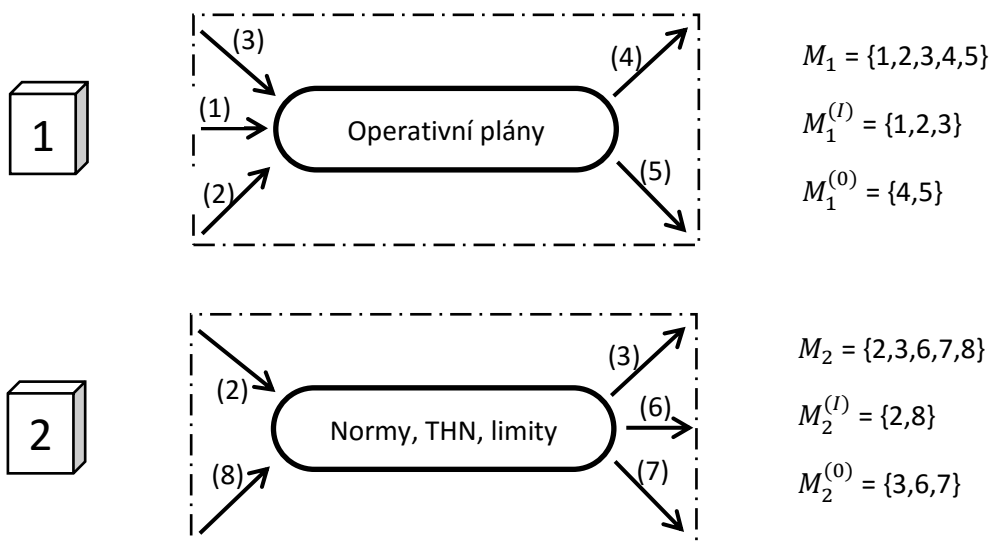 1
(3)
(1)
(2)
Operativní plány
(4)
(5)
M₁ = {1,2,3,4,5}
M₁⁽ᴵ⁾ = {1,2,3}
M₁⁽⁰⁾ = {4,5}
2
(2)
(8)
Normy, THN, limity
(3)
(6)
(7)
M₂ = {2,3,6,7,8}
M₂⁽ᴵ⁾ = {2,8}
M₂⁽⁰⁾ = {3,6,7}